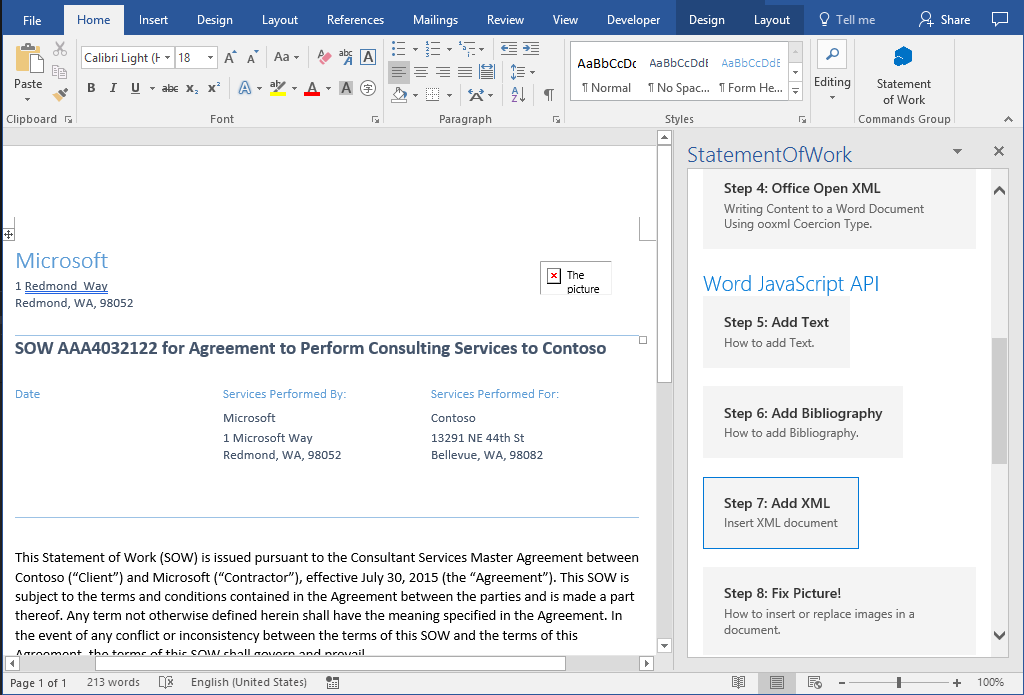 File Home Insert Design Layout References Mailings Review View Developer Design Layout Tell me Share
Paste
Clipboard
Calibri Light (H 18 A A Aa abc A
B I U abc X₂ X² A aby A A 字
Font
Paragraph
AaBbCcDc AaBbCcDdE AaBbCcDdE
¶ Normal ¶ No Spac... ¶ Form He...
Styles
Editing
Statement
of Work
Commands Group
Microsoft
1 Redmond Way
Redmond, WA, 98052
The
picture
SOW AAA4032122 for Agreement to Perform Consulting Services to Contoso
Date
Services Performed By:
Microsoft
1 Microsoft Way
Redmond, WA, 98052
Services Performed For:
Contoso
13291 NE 44th St
Bellevue, WA, 98082
This Statement of Work (SOW) is issued pursuant to the Consultant Services Master Agreement between
Contoso (“Client”) and Microsoft (“Contractor”), effective July 30, 2015 (the “Agreement”). This SOW is
subject to the terms and conditions contained in the Agreement between the parties and is made a part
thereof. Any term not otherwise defined herein shall have the meaning specified in the Agreement. In
the event of any conflict or inconsistency between the terms of this SOW and the terms of this
Agreement, the terms of this SOW shall govern and prevail.
StatementOfWork
Step 4: Office Open XML
Writing Content to a Word Document
Using ooxml Coercion Type.
Word JavaScript API
Step 5: Add Text
How to add Text.
Step 6: Add Bibliography
How to add Bibliography.
Step 7: Add XML
Insert XML document
Step 8: Fix Picture!
How to insert or replace images in a
document.
Page 1 of 1 213 words English (United States) 100%